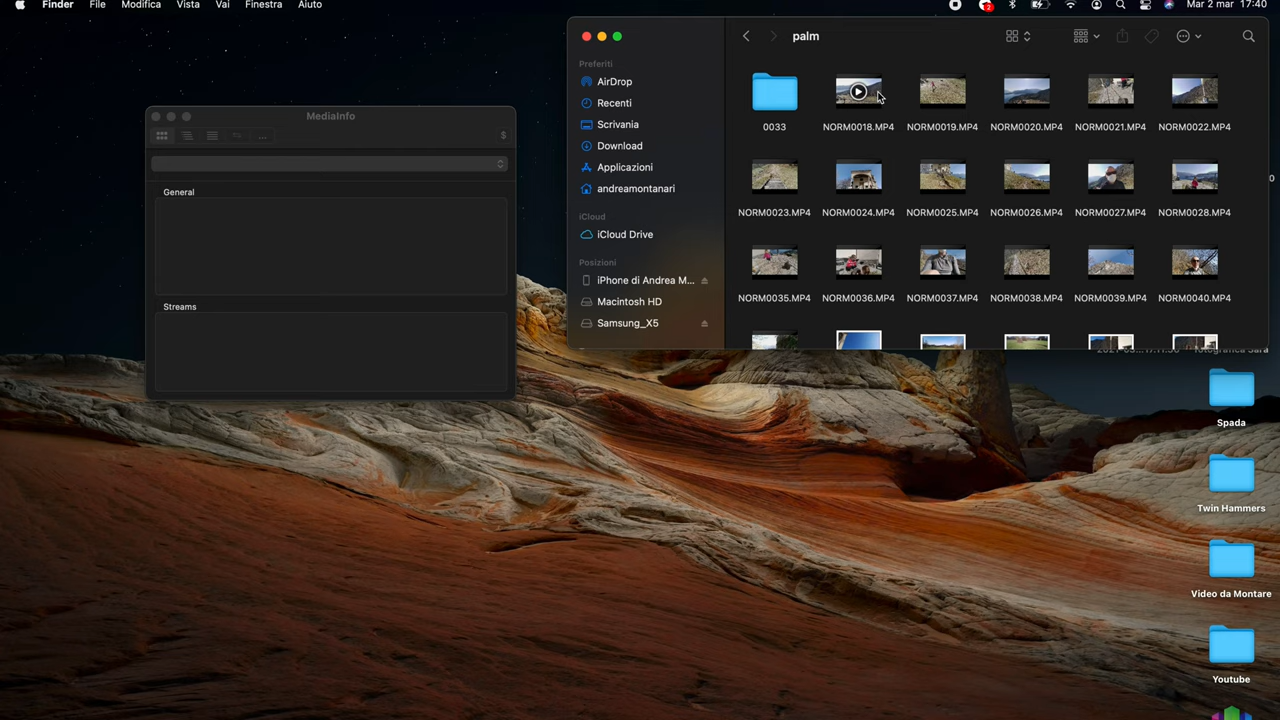 Finder File Modifica Vista Vai Finestra Aiuto
2
Mar 2 mar 17:40
palm
Preferiti
AirDrop
Recenti
Scrivania
Download
Applicazioni
andreamontanari
iCloud
iCloud Drive
Posizioni
iPhone di Andrea M...
Macintosh HD
Samsung_X5
0033 NORM0018.MP4 NORM0019.MP4 NORM0020.MP4 NORM0021.MP4 NORM0022.MP4
NORM0023.MP4 NORM0024.MP4 NORM0025.MP4 NORM0026.MP4 NORM0027.MP4 NORM0028.MP4
NORM0035.MP4 NORM0036.MP4 NORM0037.MP4 NORM0038.MP4 NORM0039.MP4 NORM0040.MP4
MediaInfo
... $
General
Streams
Spada
Twin Hammers
Video da Montare
Youtube